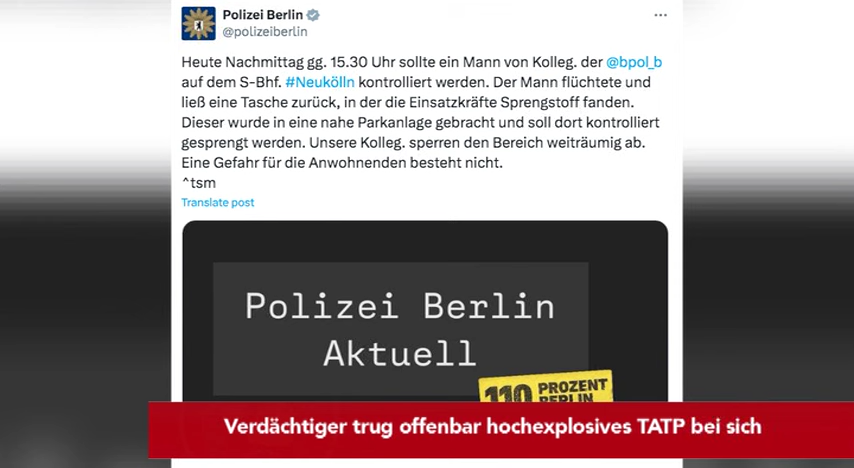 Polizei Berlin
@polizeiberlin
Heute Nachmittag gg. 15.30 Uhr sollte ein Mann von Kolleg. der @bpol_b
auf dem S-Bhf. #Neukölln kontrolliert werden. Der Mann flüchtete und
ließ eine Tasche zurück, in der die Einsatzkräfte Sprengstoff fanden.
Dieser wurde in eine nahe Parkanlage gebracht und soll dort kontrolliert
gesprengt werden. Unsere Kolleg. sperren den Bereich weiträumig ab.
Eine Gefahr für die Anwohnenden besteht nicht.
^tsm
Translate post
Polizei Berlin
Aktuell
110 PROZENT
BERLIN
Verdächtiger trug offenbar hochexplosives TATP bei sich